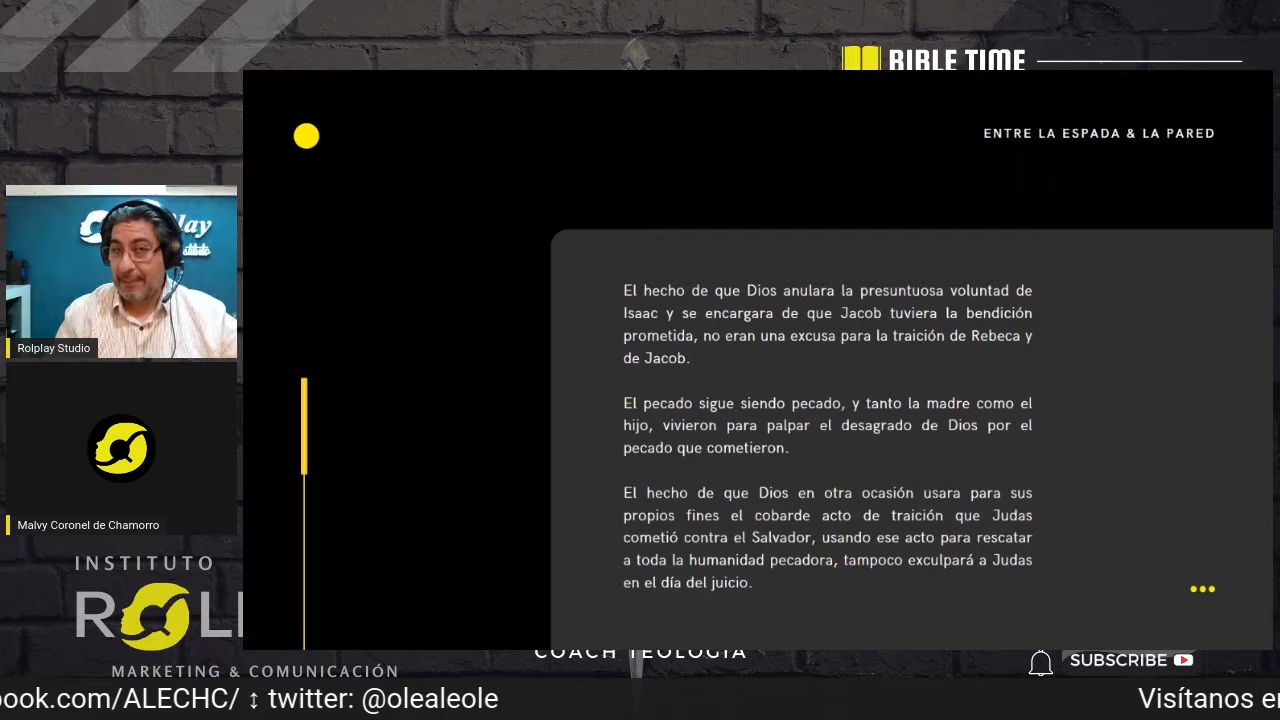 BIBLE TIME
ENTRE LA ESPADA & LA PARED
El hecho de que Dios anulara la presuntuosa voluntad de
Isaac y se encargara de que Jacob tuviera la bendición
prometida, no eran una excusa para la traición de Rebeca y
de Jacob.
El pecado sigue siendo pecado, y tanto la madre como el
hijo, vivieron para palpar el desagrado de Dios por el
pecado que cometieron.
El hecho de que Dios en otra ocasión usara para sus
propios fines el cobarde acto de traición que Judas
cometió contra el Salvador, usando ese acto para rescatar
a toda la humanidad pecadora, tampoco exculpará a Judas
en el día del juicio.
Rolplay Studio
Malvy Coronel de Chamorro
INSTITUTO
MARKETING & COMUNICACIÓN
COACH TEOLOGÍA
SUBSCRIBE
book.com/ALECHC/ ↕ twitter: @olealeole
Visítanos en